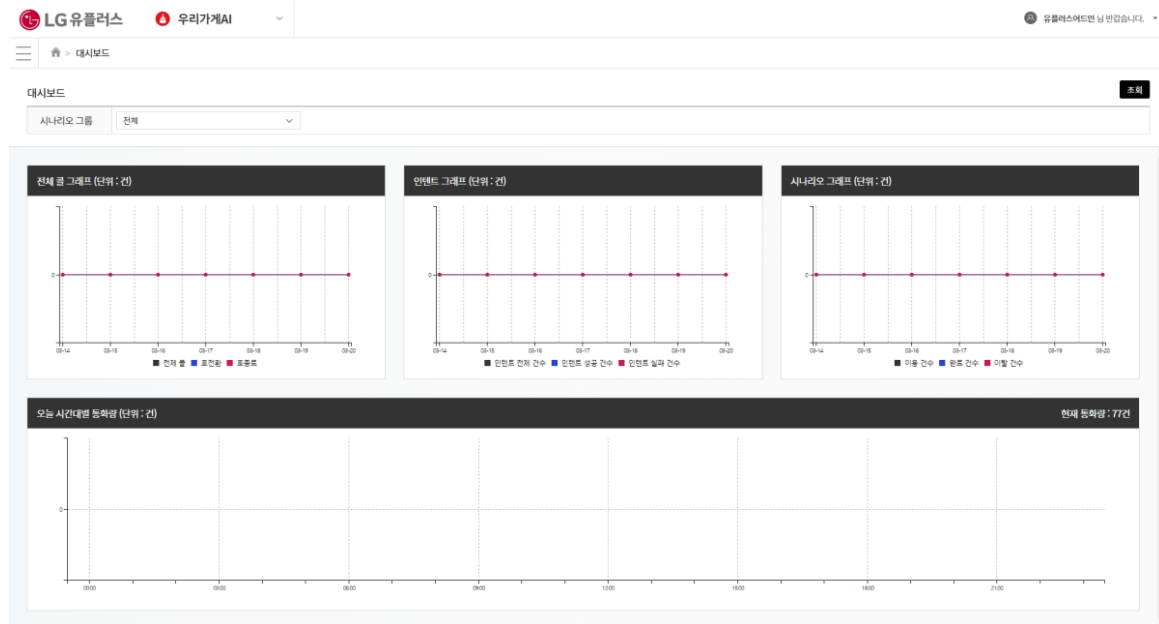 LG유플러스
우리가게AI
유플러스어드민 님 반갑습니다.
> 대시보드
대시보드
조회
시나리오 그룹
전체
전체 콜 그래프 (단위 : 건)
인텐트 그래프 (단위 : 건)
시나리오 그래프 (단위 : 건)
0
0
0
08-14 08-15 08-16 08-17 08-18 08-19 08-20
08-14 08-15 08-16 08-17 08-18 08-19 08-20
08-14 08-15 08-16 08-17 08-18 08-19 08-20
전체 콜 호전환 호종료
인텐트 전체 건수 인텐트 성공 건수 인텐트 실패 건수
이용 건수 완료 건수 이탈 건수
오늘 시간대별 통화량 (단위 : 건)
현재 통화량 : 77건
0
00:00 03:00 06:00 09:00 12:00 15:00 18:00 21:00